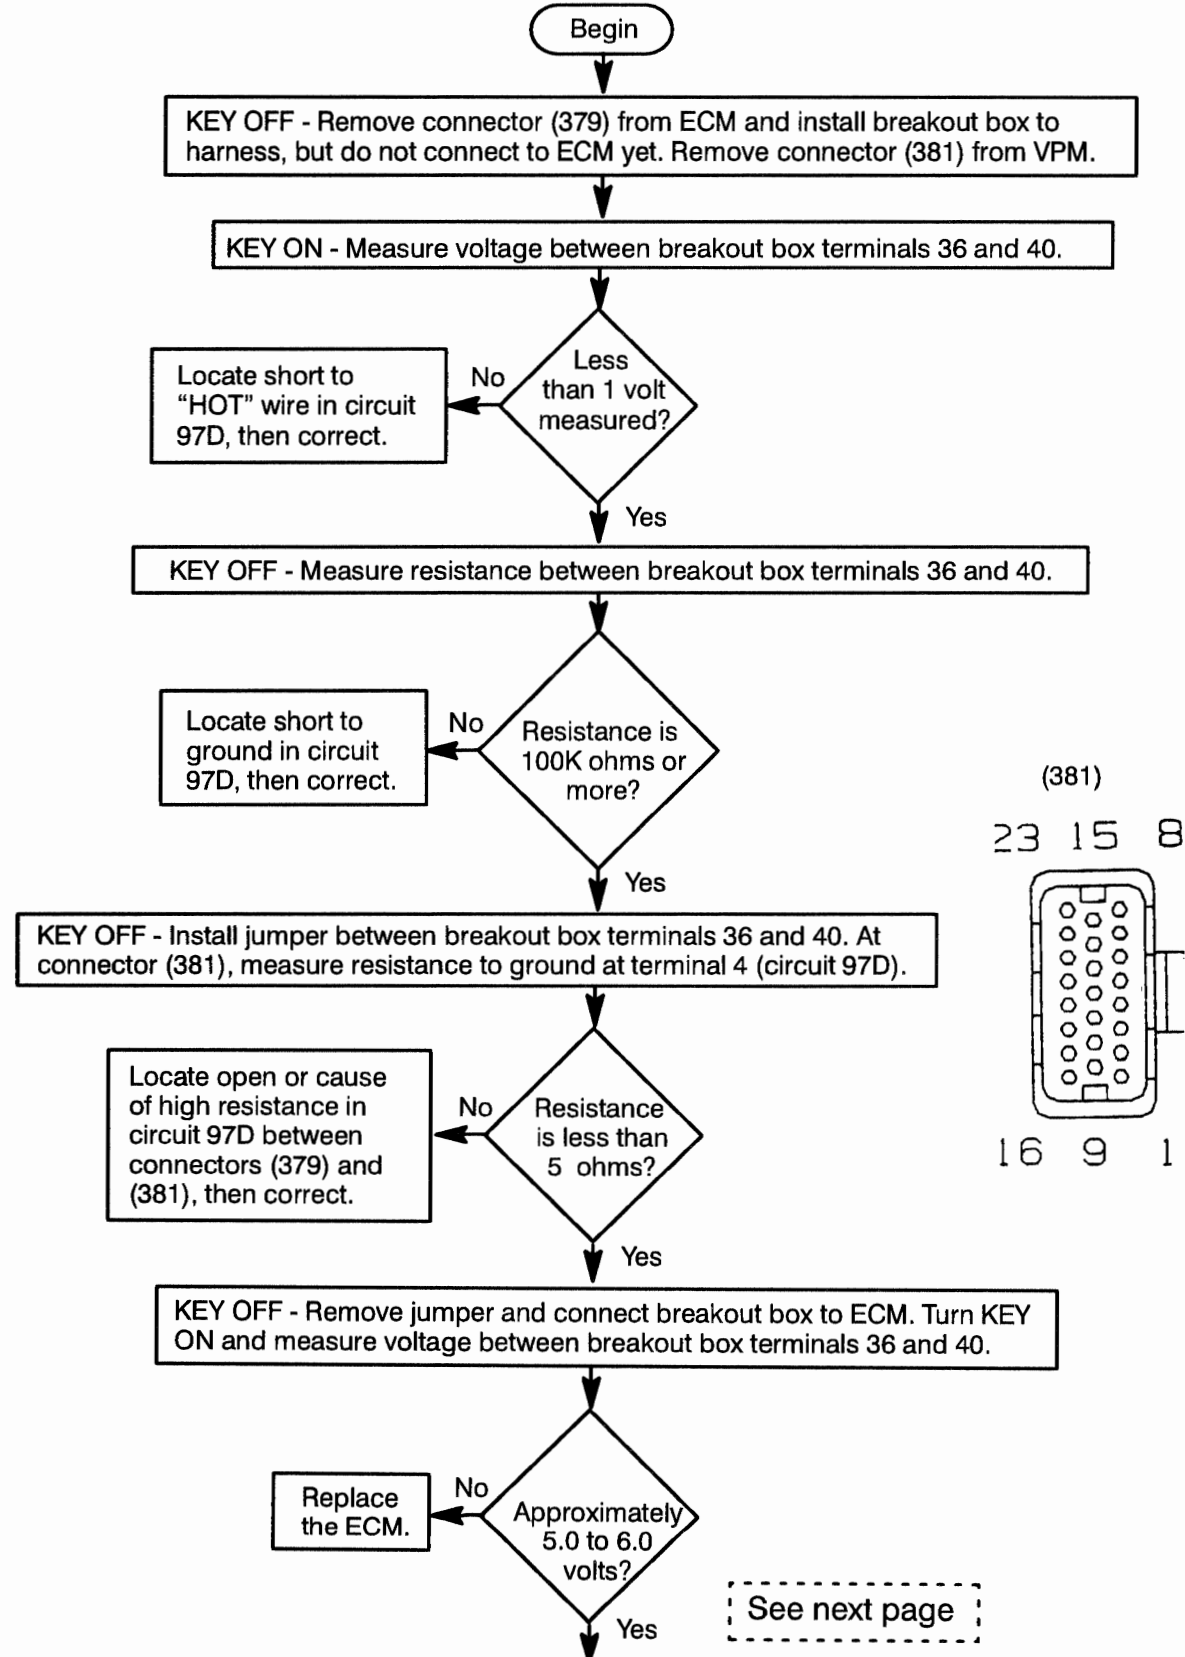 Begin
KEY OFF - Remove connector (379) from ECM and install breakout box to
harness, but do not connect to ECM yet. Remove connector (381) from VPM.
KEY ON - Measure voltage between breakout box terminals 36 and 40.
Less
than 1 volt
measured?
No
Locate short to
“HOT” wire in circuit
97D, then correct.
Yes
KEY OFF - Measure resistance between breakout box terminals 36 and 40.
Resistance is
100K ohms or
more?
No
Locate short to
ground in circuit
97D, then correct.
Yes
(381)
23 15 8
16 9 1
KEY OFF - Install jumper between breakout box terminals 36 and 40. At
connector (381), measure resistance to ground at terminal 4 (circuit 97D).
Resistance
is less than
5 ohms?
No
Locate open or cause
of high resistance in
circuit 97D between
connectors (379) and
(381), then correct.
Yes
KEY OFF - Remove jumper and connect breakout box to ECM. Turn KEY
ON and measure voltage between breakout box terminals 36 and 40.
Approximately
5.0 to 6.0
volts?
No
Replace
the ECM.
Yes
See next page